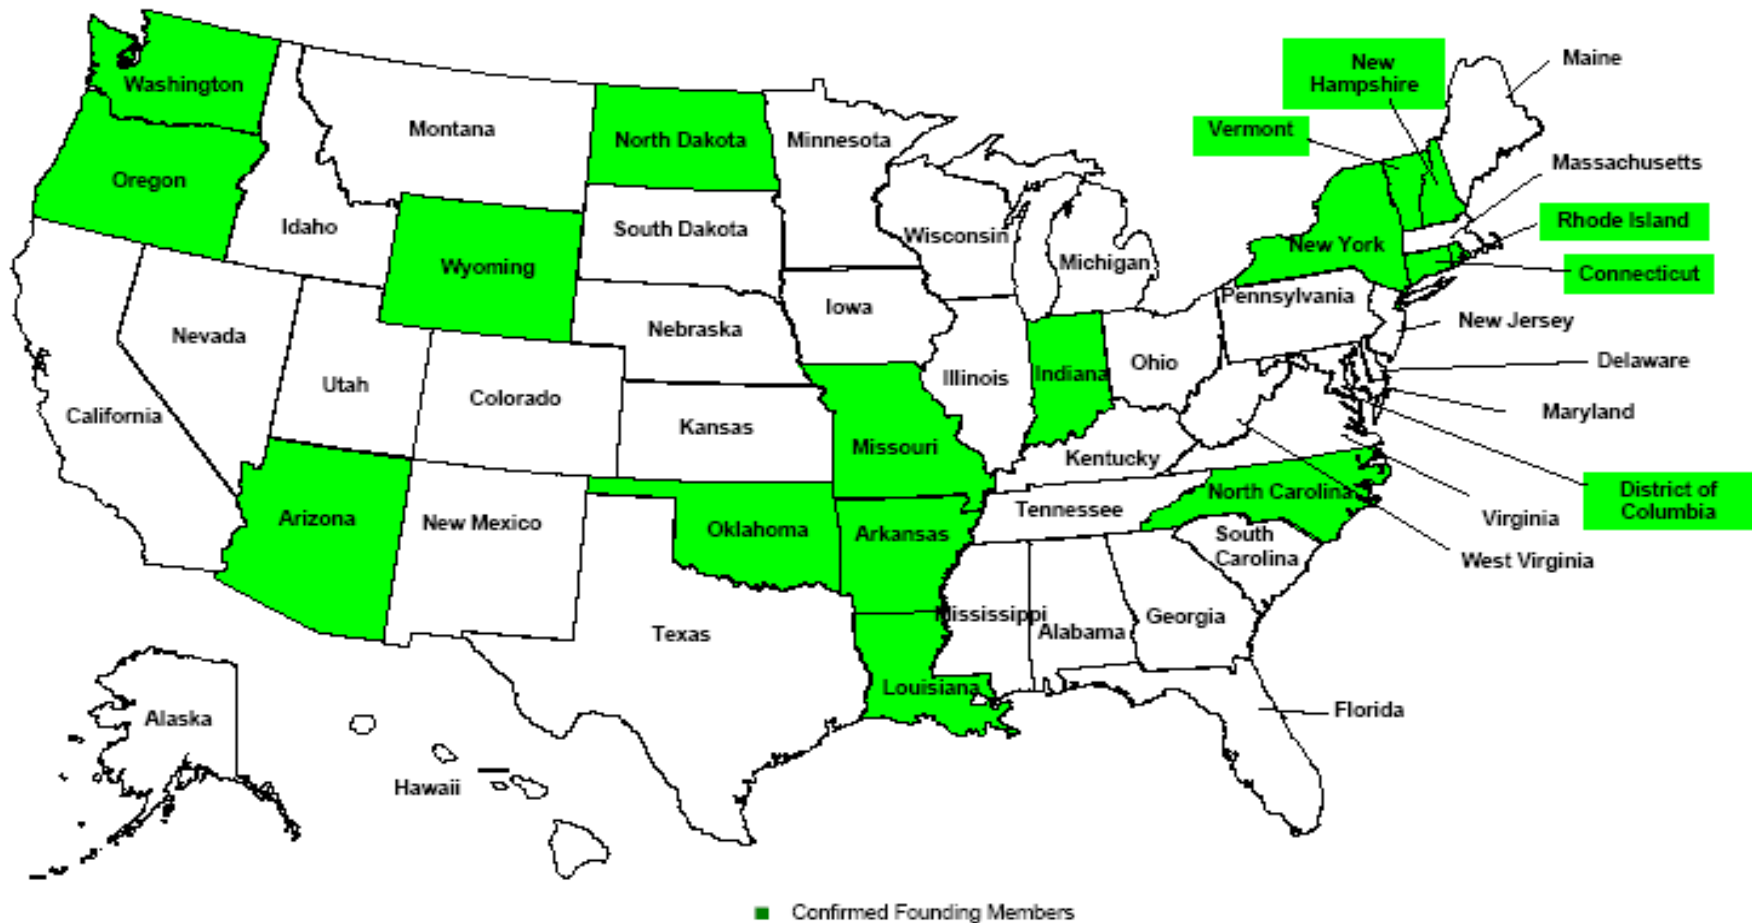 Maine
New
Hampshire
Washington
Vermont
Montana
North Dakota
Minnesota
Massachusetts
Oregon
Rhode Island
Idaho
South Dakota
Wisconsin
New York
Wyoming
Michigan
Connecticut
Pennsylvania
Iowa
New Jersey
Nevada
Nebraska
Ohio
Delaware
Utah
Illinois
Indiana
Colorado
Maryland
California
Kansas
Missouri
Kentucky
North Carolina
District of
Columbia
Arizona
New Mexico
Oklahoma
Arkansas
Tennessee
Virginia
South
Carolina
West Virginia
Mississippi
Georgia
Texas
Alabama
Louisiana
Florida
Alaska
Hawaii
Confirmed Founding Members